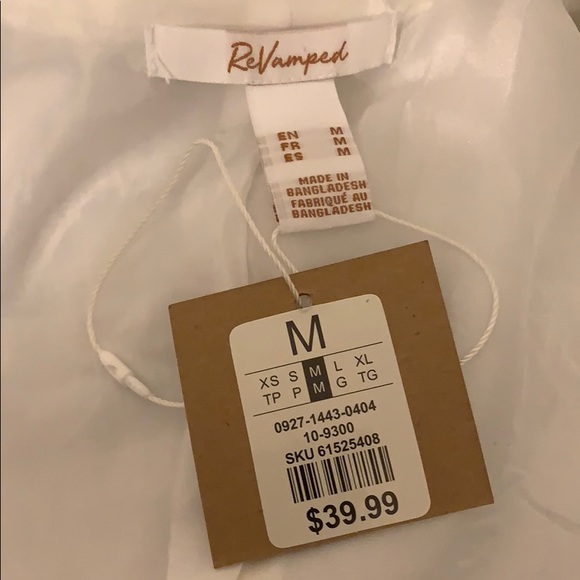 ReVamped
EN M
FR M
ES M
MADE IN
BANGLADESH
FABRIQUÉ AU
BANGLADESH
M
XS S M L XL
TP P M G TG
0927-1443-0404
10-9300
SKU 61525408
$39.99